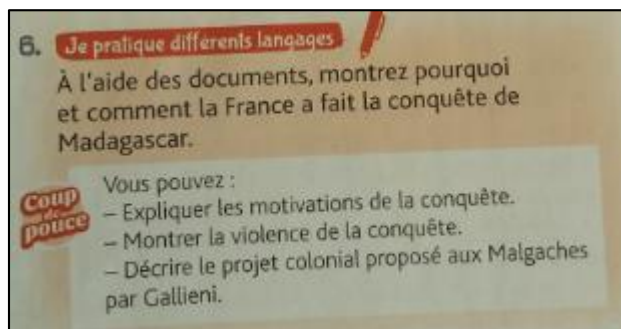 6. Je pratique différents langages
À l'aide des documents, montrez pourquoi
et comment la France a fait la conquête de
Madagascar.
Coup
de
pouce
Vous pouvez :
– Expliquer les motivations de la conquête.
– Montrer la violence de la conquête.
– Décrire le projet colonial proposé aux Malgaches
par Gallieni.